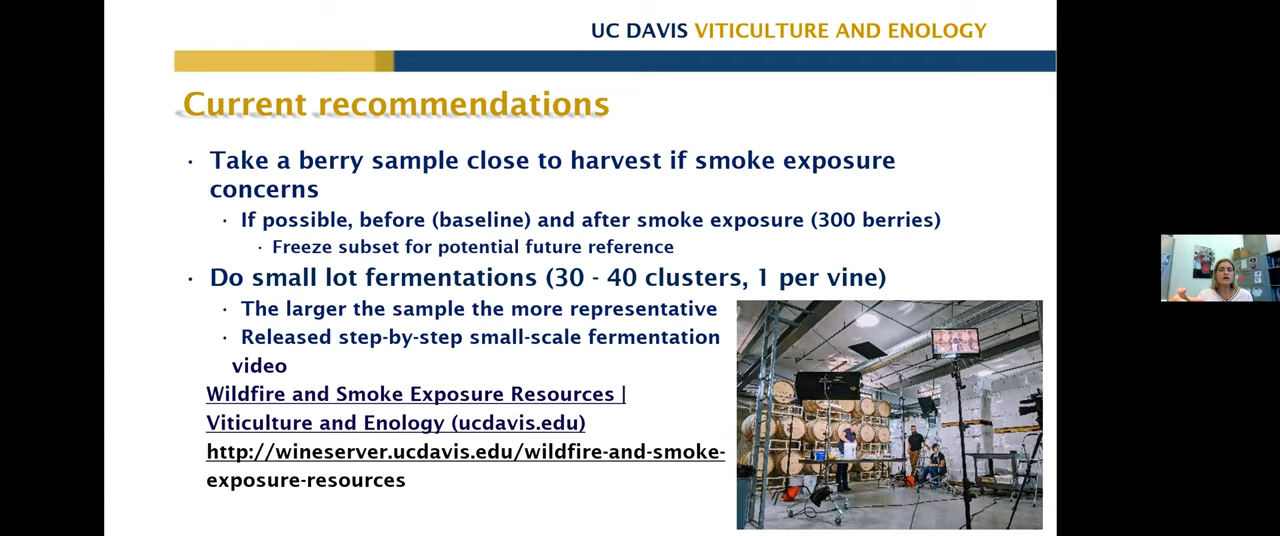 UC DAVIS VITICULTURE AND ENOLOGY
Current recommendations
· Take a berry sample close to harvest if smoke exposure
concerns
· If possible, before (baseline) and after smoke exposure (300 berries)
· Freeze subset for potential future reference
· Do small lot fermentations (30 - 40 clusters, 1 per vine)
· The larger the sample the more representative
· Released step-by-step small-scale fermentation
video
Wildfire and Smoke Exposure Resources |
Viticulture and Enology (ucdavis.edu)
http://wineserver.ucdavis.edu/wildfire-and-smoke-
exposure-resources